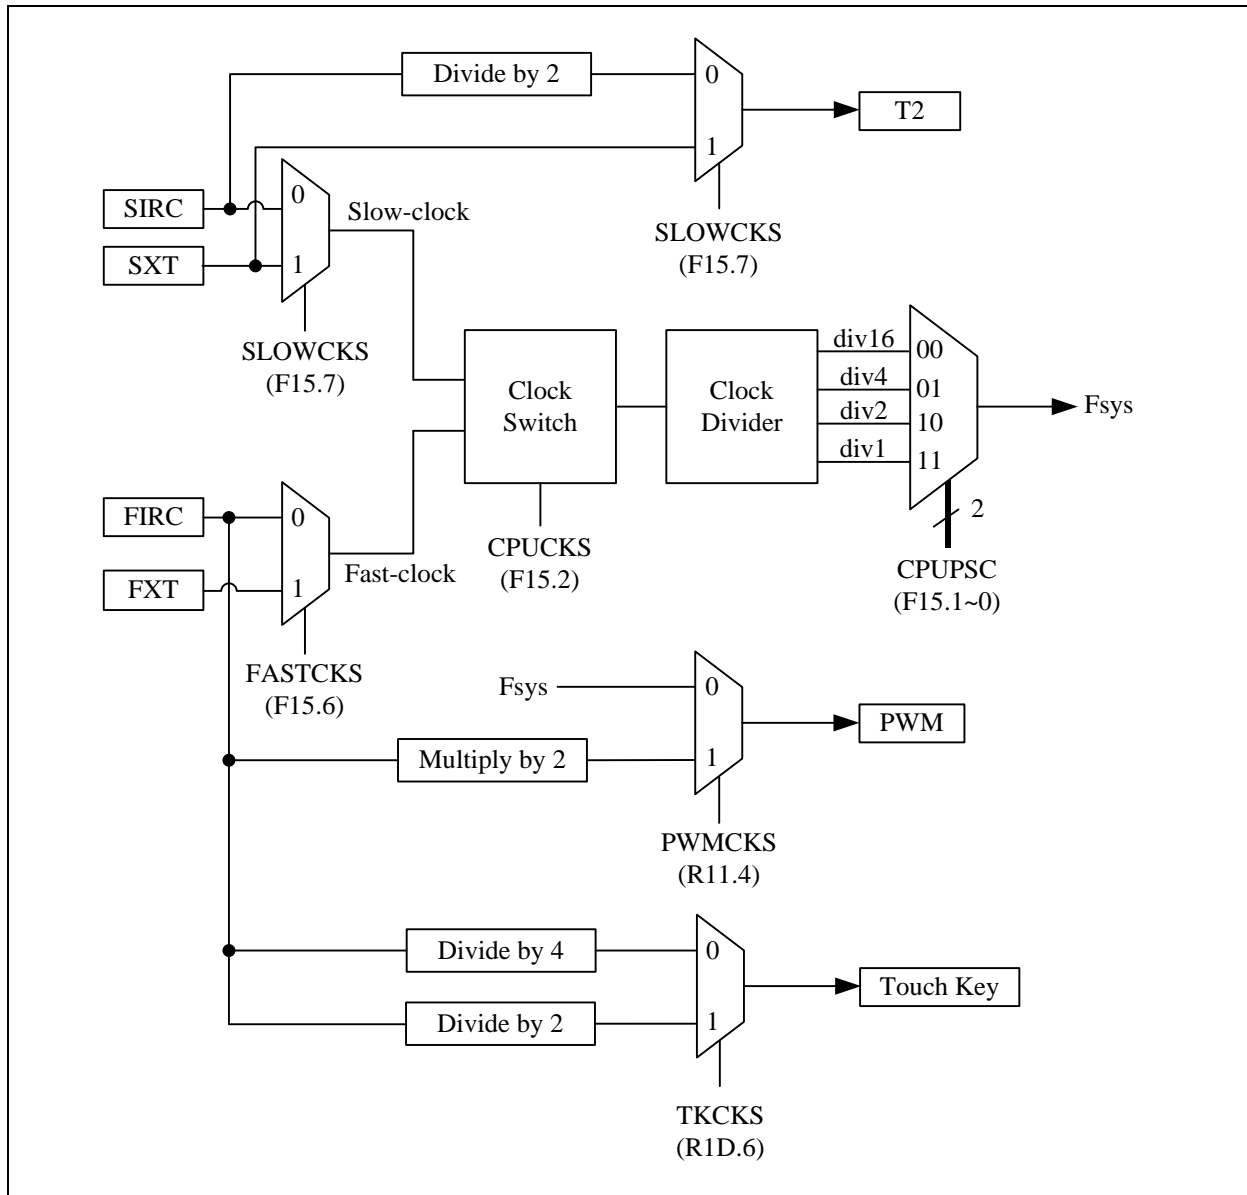 Divide by 2
0
1
T2
SLOWCKS
(F15.7)
SIRC
SXT
0
1
Slow-clock
SLOWCKS
(F15.7)
Clock
Switch
CPUCKS
(F15.2)
Clock
Divider
div16
div4
div2
div1
00
01
10
11
Fsys
2
CPUPSC
(F15.1~0)
FIRC
FXT
0
1
Fast-clock
FASTCKS
(F15.6)
Fsys
Multiply by 2
0
1
PWM
PWMCKS
(R11.4)
Divide by 4
Divide by 2
0
1
Touch Key
TKCKS
(R1D.6)